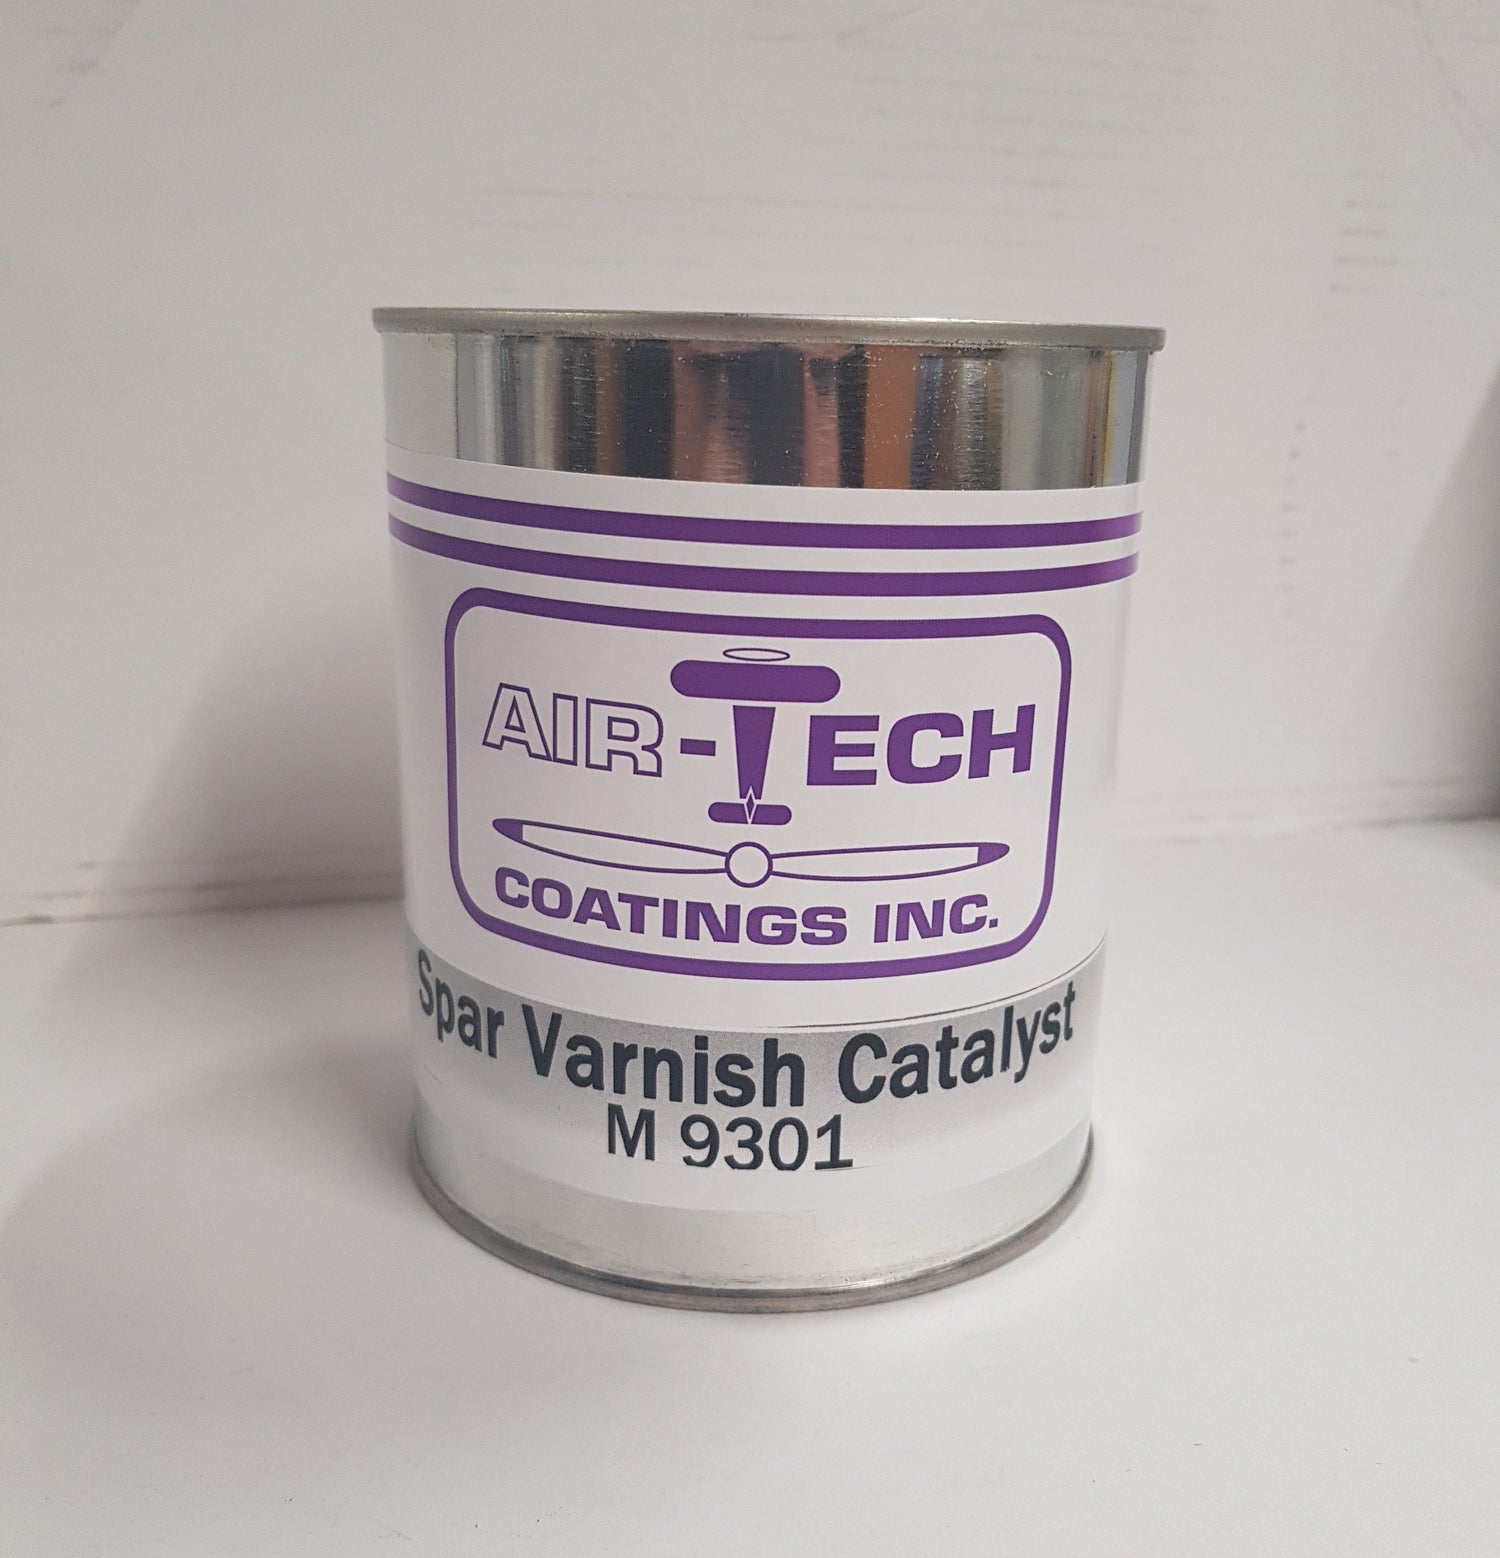 AIR-TECH
COATINGS INC.
Spar Varnish Catalyst
M 9301